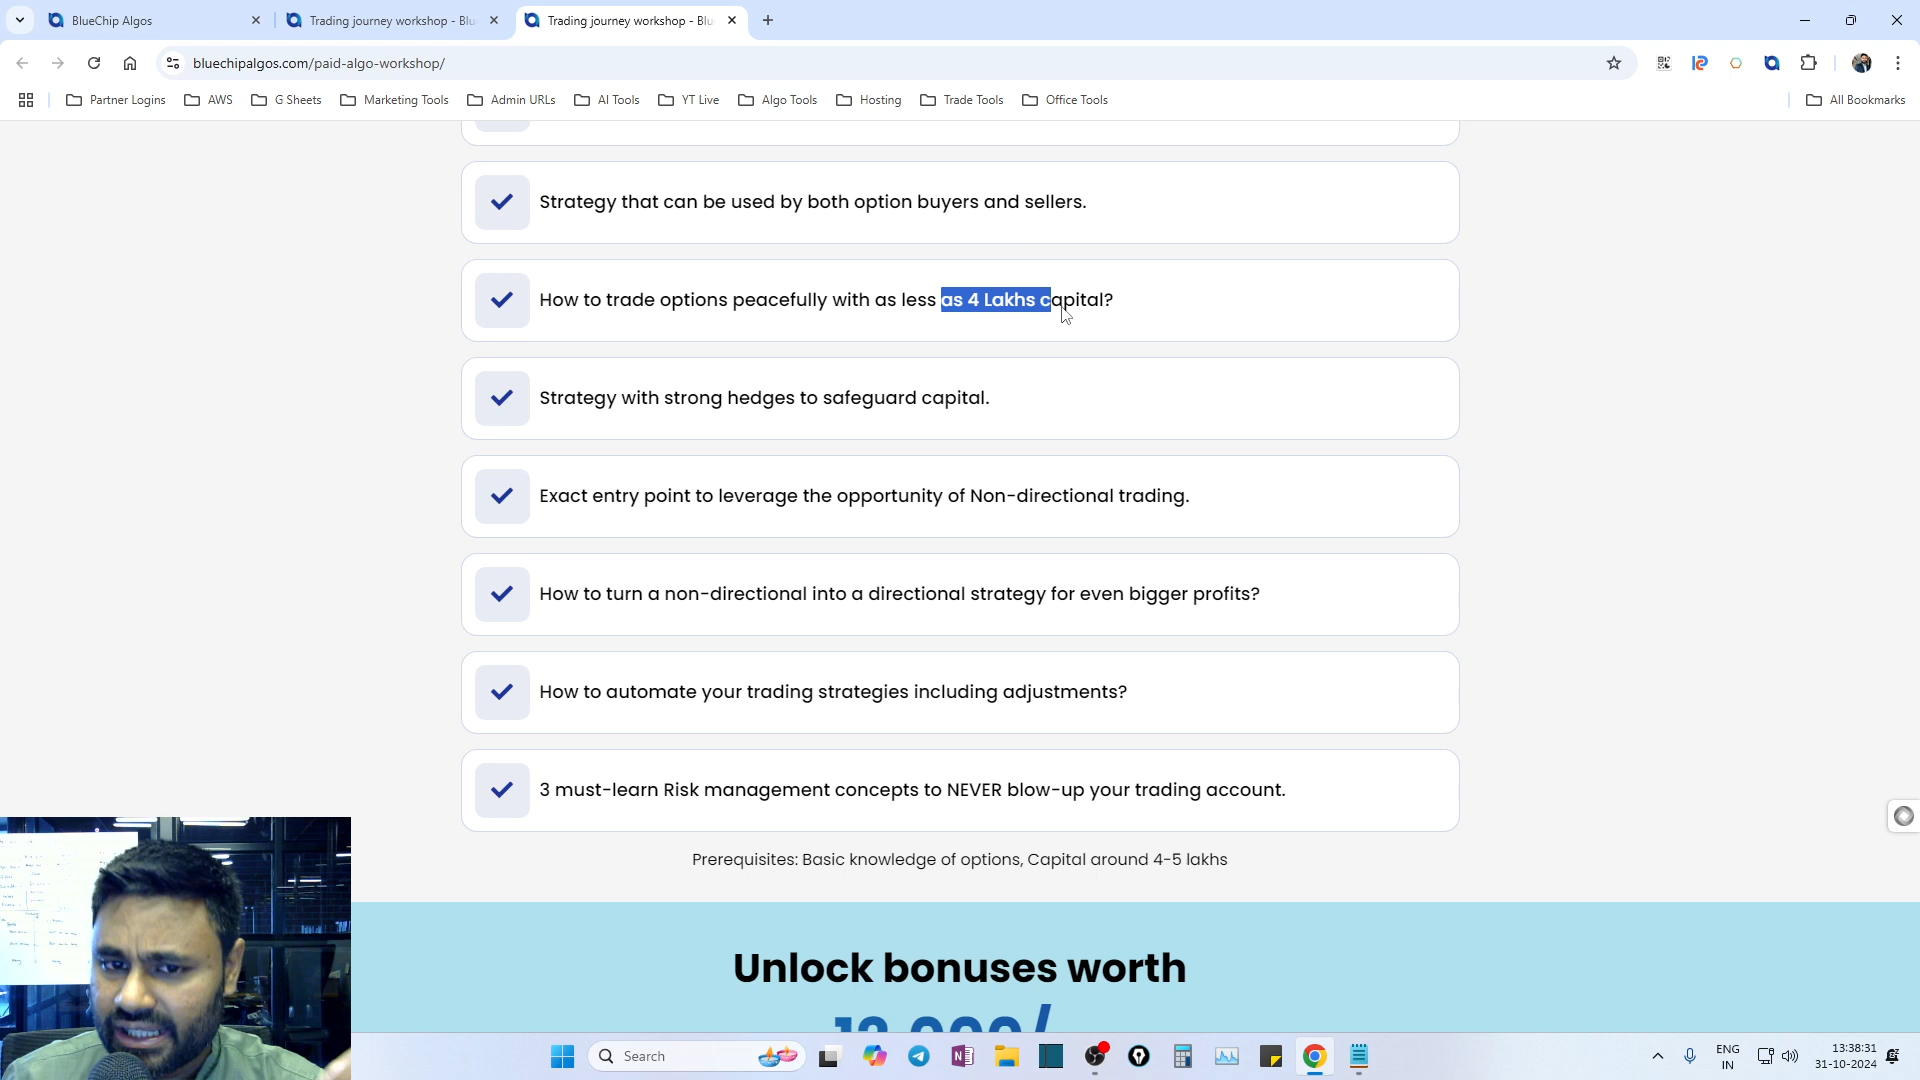 BlueChip Algos
Trading journey workshop - Blu
Trading journey workshop - Blu
bluechipalgos.com/paid-algo-workshop/
Partner Logins
AWS
G Sheets
Marketing Tools
Admin URLs
AI Tools
YT Live
Algo Tools
Hosting
Trade Tools
Office Tools
All Bookmarks
Strategy that can be used by both option buyers and sellers.
How to trade options peacefully with as less as 4 Lakhs capital?
Strategy with strong hedges to safeguard capital.
Exact entry point to leverage the opportunity of Non-directional trading.
How to turn a non-directional into a directional strategy for even bigger profits?
How to automate your trading strategies including adjustments?
3 must-learn Risk management concepts to NEVER blow-up your trading account.
Prerequisites: Basic knowledge of options, Capital around 4-5 lakhs
Unlock bonuses worth
Search
ENG
IN
13:38:31
31-10-2024